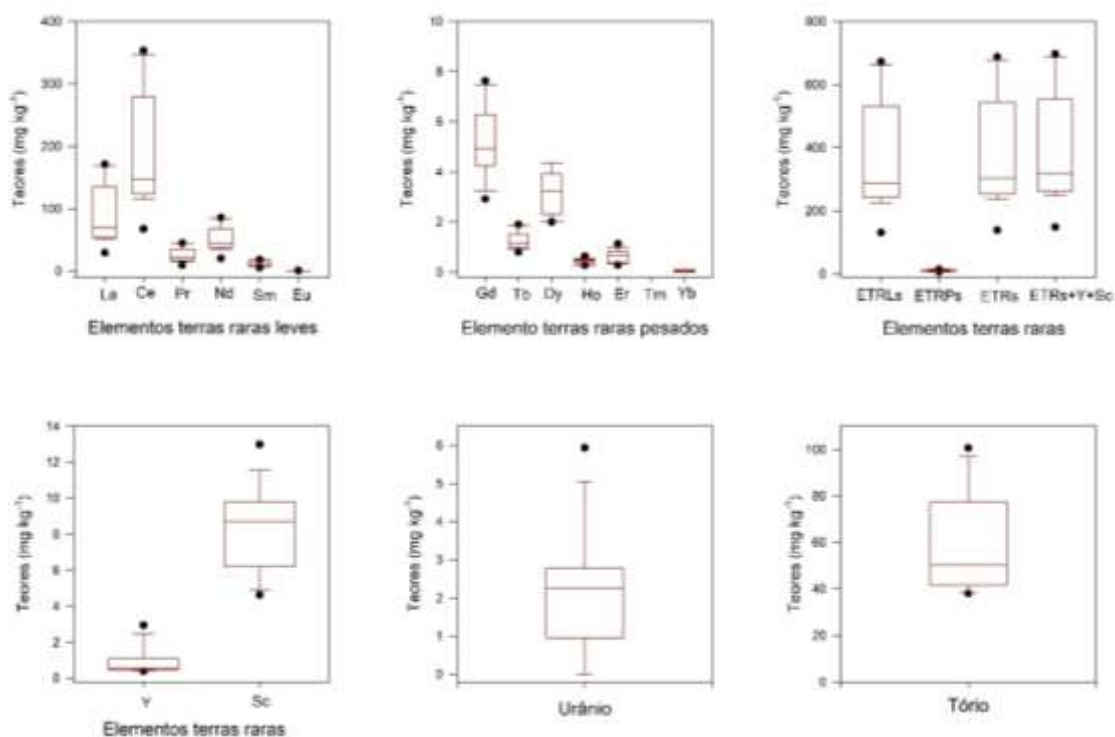 400
300
200
100
0
Teores (mg kg⁻¹)
La Ce Pr Nd Sm Eu
Elementos terras raras leves
10
8
6
4
2
0
Teores (mg kg⁻¹)
Gd Tb Dy Ho Er Tm Yb
Elemento terras raras pesados
800
600
400
200
0
Teores (mg kg⁻¹)
ETRLs ETRPs ETRs ETRs+Y+Sc
Elementos terras raras
14
12
10
8
6
4
2
0
Teores (mg kg⁻¹)
Y Sc
Elementos terras raras
6
5
4
3
2
1
0
Teores (mg kg⁻¹)
Urânio
100
80
60
40
20
0
Teores (mg kg⁻¹)
Tório